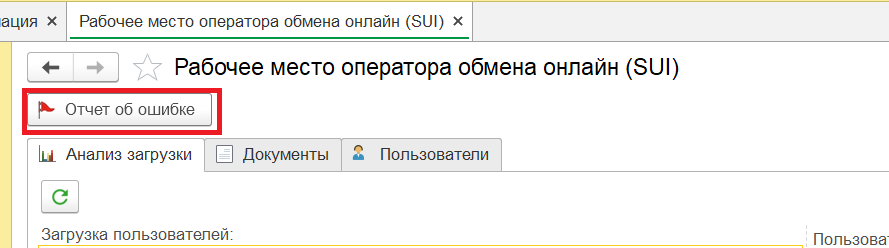 ация × Рабочее место оператора обмена онлайн (SUI) ×
Рабочее место оператора обмена онлайн (SUI)
Отчет об ошибке
Анализ загрузки Документы Пользователи
Загрузка пользователей: Пользоват